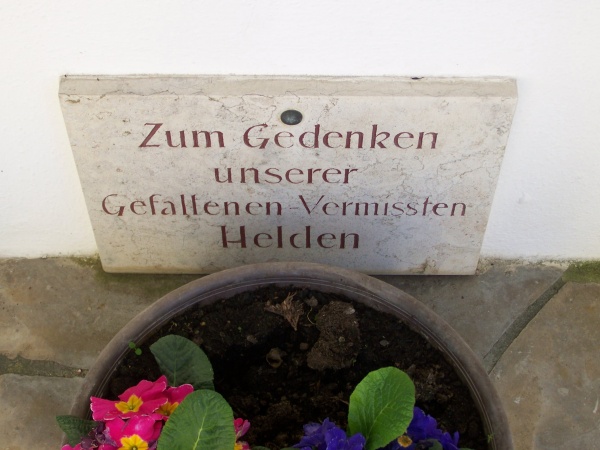 Zum Gedenken
unserer
Gefallenen-Vermissten
Helden